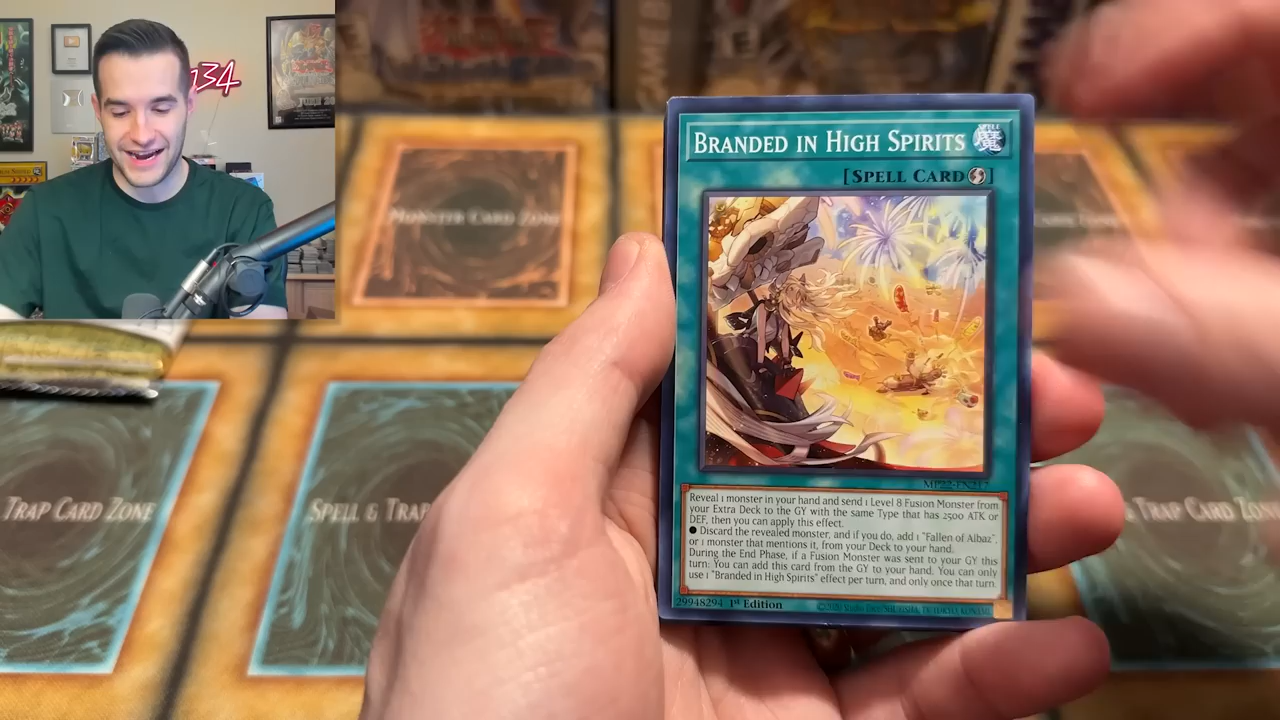 134
MONSTER CARD ZONE
BRANDED IN HIGH SPIRITS
SPELL
魔
[SPELL CARD]
MP22-EN217
Reveal 1 monster in your hand and send 1 Level 8 Fusion Monster from
your Extra Deck to the GY with the same Type that has 2500 ATK or
DEF, then you can apply this effect.
● Discard the revealed monster, and if you do, add 1 "Fallen of Albaz",
or 1 monster that mentions it, from your Deck to your hand.
During the End Phase, if a Fusion Monster was sent to your GY this
turn: You can add this card from the GY to your hand. You can only
use 1 "Branded in High Spirits" effect per turn, and only once that turn.
29948294 1st Edition
TRAP CARD ZONE
SPELL & TRAP
TRAP CARD ZONE